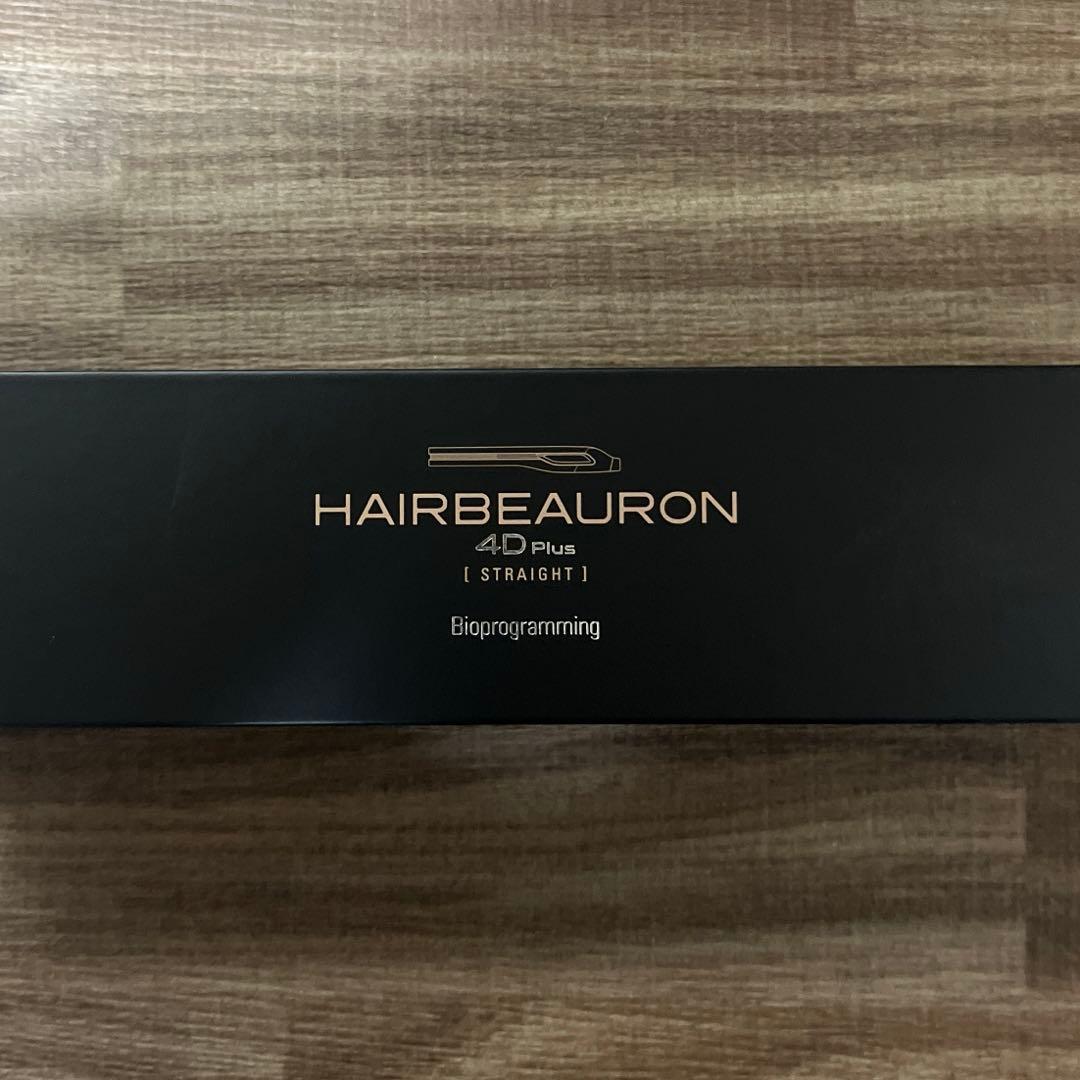 HAIRBEAURON
4D Plus
[ STRAIGHT ]
Bioprogramming